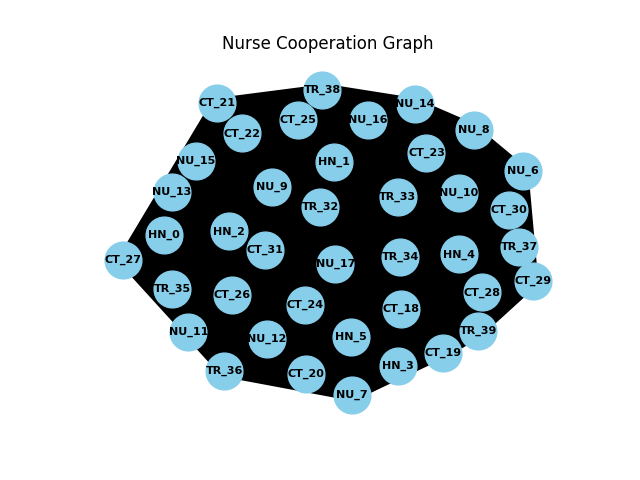 Nurse Cooperation Graph
TR_38
CT_21
NU_14
CT_25
NU_16
NU_8
CT_22
CT_23
NU_15
HN_1
NU_6
NU_9
NU_13
NU_10
TR_33
TR_32
CT_30
HN_2
HN_0
TR_37
CT_31
HN_4
TR_34
CT_27
NU_17
CT_29
TR_35
CT_28
CT_26
CT_24
CT_18
TR_39
NU_11
HN_5
NU_12
CT_19
HN_3
TR_36
CT_20
NU_7